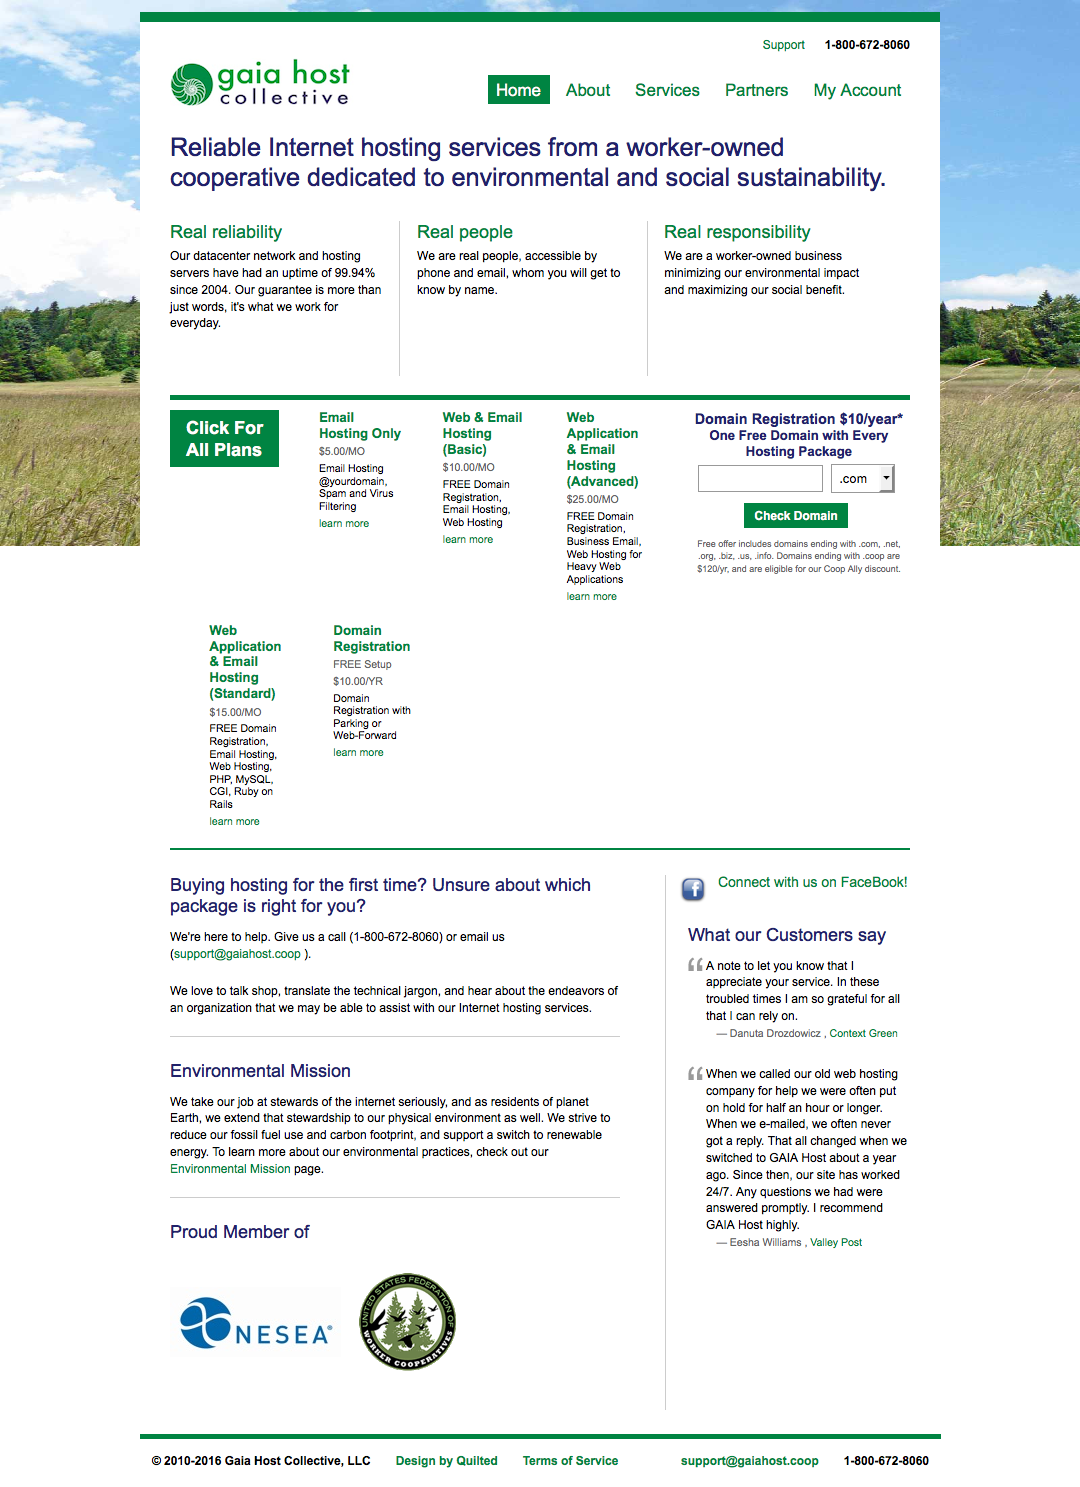 Support 1-800-672-8060
gaia host
collective
Home About Services Partners My Account
Reliable Internet hosting services from a worker-owned
cooperative dedicated to environmental and social sustainability.
Real reliability
Our datacenter network and hosting
servers have had an uptime of 99.94%
since 2004. Our guarantee is more than
just words, it's what we work for
everyday.
Real people
We are real people, accessible by
phone and email, whom you will get to
know by name.
Real responsibility
We are a worker-owned business
minimizing our environmental impact
and maximizing our social benefit.
Click For
All Plans
Email
Hosting Only
$5.00/MO
Email Hosting
@yourdomain,
Spam and Virus
Filtering
learn more
Web & Email
Hosting
(Basic)
$10.00/MO
FREE Domain
Registration,
Email Hosting,
Web Hosting
learn more
Web
Application
& Email
Hosting
(Advanced)
$25.00/MO
FREE Domain
Registration,
Business Email,
Web Hosting for
Heavy Web
Applications
learn more
Domain Registration $10/year*
One Free Domain with Every
Hosting Package
.com
Check Domain
Free offer includes domains ending with .com, .net,
.org, .biz, .us, .info. Domains ending with .coop are
$120/yr, and are eligible for our Coop Ally discount.
Web
Application
& Email
Hosting
(Standard)
$15.00/MO
FREE Domain
Registration,
Email Hosting,
Web Hosting,
PHP, MySQL,
CGI, Ruby on
Rails
learn more
Domain
Registration
FREE Setup
$10.00/YR
Domain
Registration with
Parking or
Web-Forward
learn more
Buying hosting for the first time? Unsure about which
package is right for you?
We're here to help. Give us a call (1-800-672-8060) or email us
(support@gaiahost.coop ).
We love to talk shop, translate the technical jargon, and hear about the endeavors of
an organization that we may be able to assist with our Internet hosting services.
Environmental Mission
We take our job at stewards of the internet seriously, and as residents of planet
Earth, we extend that stewardship to our physical environment as well. We strive to
reduce our fossil fuel use and carbon footprint, and support a switch to renewable
energy. To learn more about our environmental practices, check out our
Environmental Mission page.
Proud Member of
NESEA®
UNITED STATES FEDERATION OF
WORKER COOPERATIVES
f Connect with us on FaceBook!
What our Customers say
“ A note to let you know that I
appreciate your service. In these
troubled times I am so grateful for all
that I can rely on.
— Danuta Drozdowicz , Context Green
“ When we called our old web hosting
company for help we were often put
on hold for half an hour or longer.
When we e-mailed, we often never
got a reply. That all changed when we
switched to GAIA Host about a year
ago. Since then, our site has worked
24/7. Any questions we had were
answered promptly. I recommend
GAIA Host highly.
— Eesha Williams , Valley Post
© 2010-2016 Gaia Host Collective, LLC Design by Quilted Terms of Service support@gaiahost.coop 1-800-672-8060